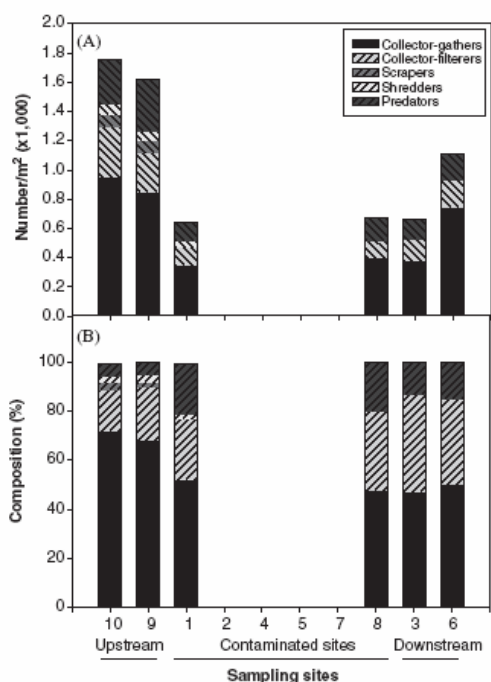 (A)
Collector-gathers
Collector-filterers
Scrapers
Shredders
Predators
Number/m² (x1,000)
2.0
1.8
1.6
1.4
1.2
1.0
0.8
0.6
0.4
0.2
0.0
(B)
Composition (%)
100
80
60
40
20
0
10 9 1 2 4 5 7 8 3 6
Upstream Contaminated sites Downstream
Sampling sites